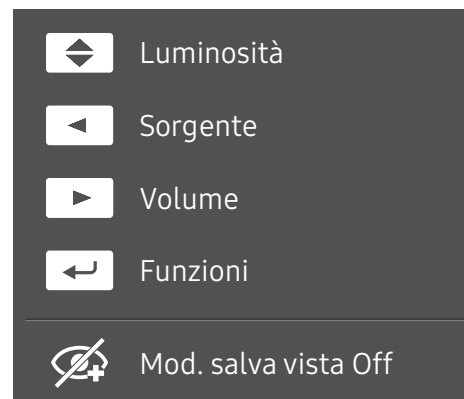 Luminosità
Sorgente
Volume
Funzioni
Mod. salva vista Off